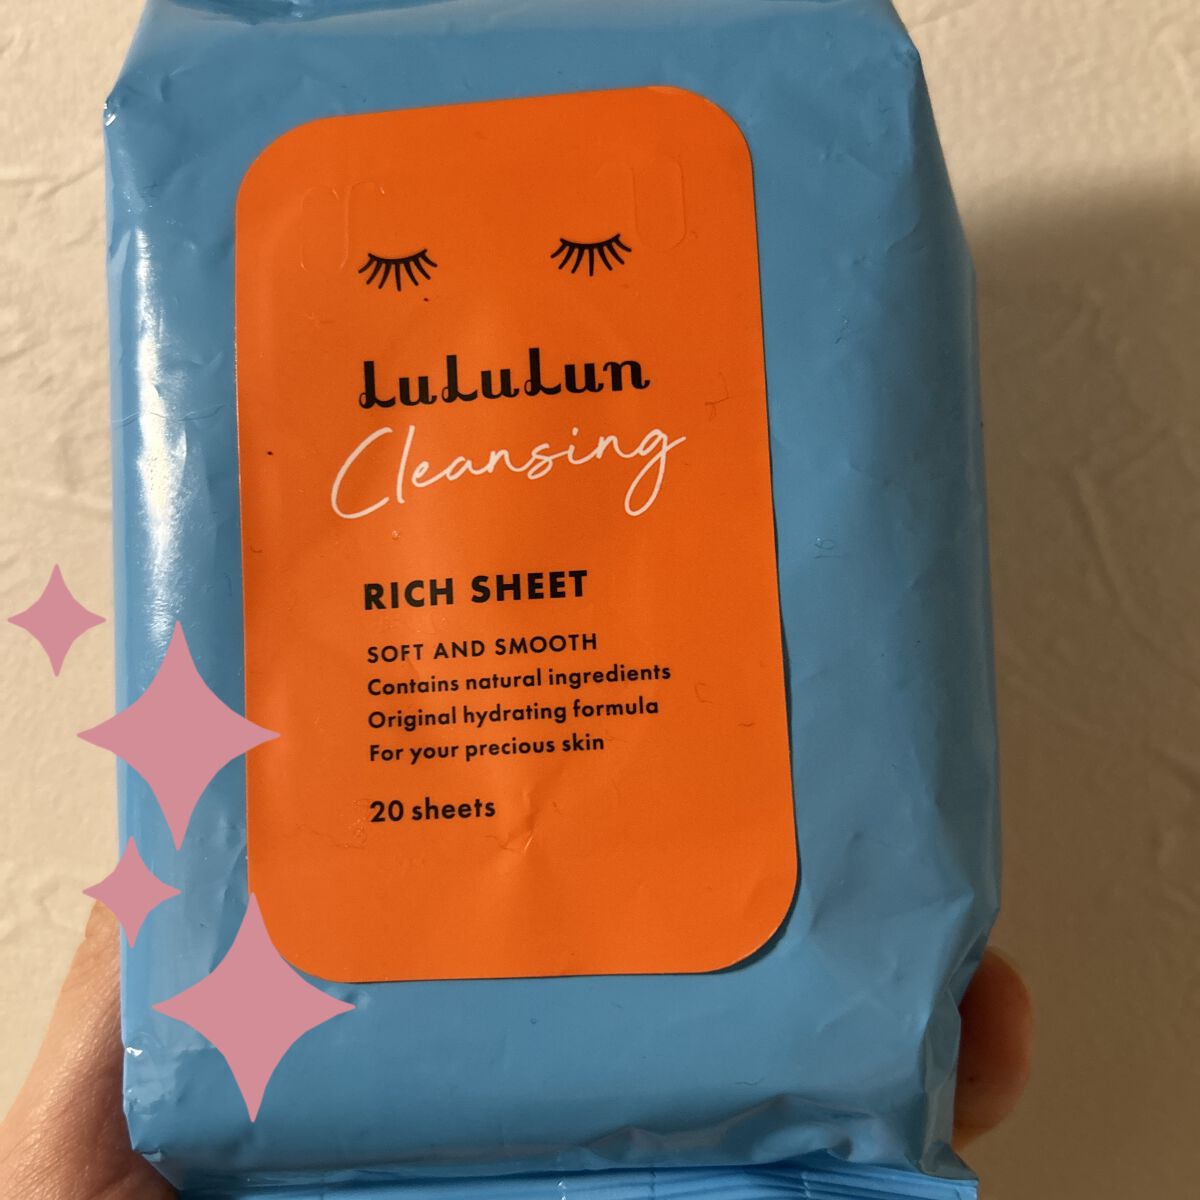 LuLuLun
Cleansing
RICH SHEET
SOFT AND SMOOTH
Contains natural ingredients
Original hydrating formula
For your precious skin
20 sheets